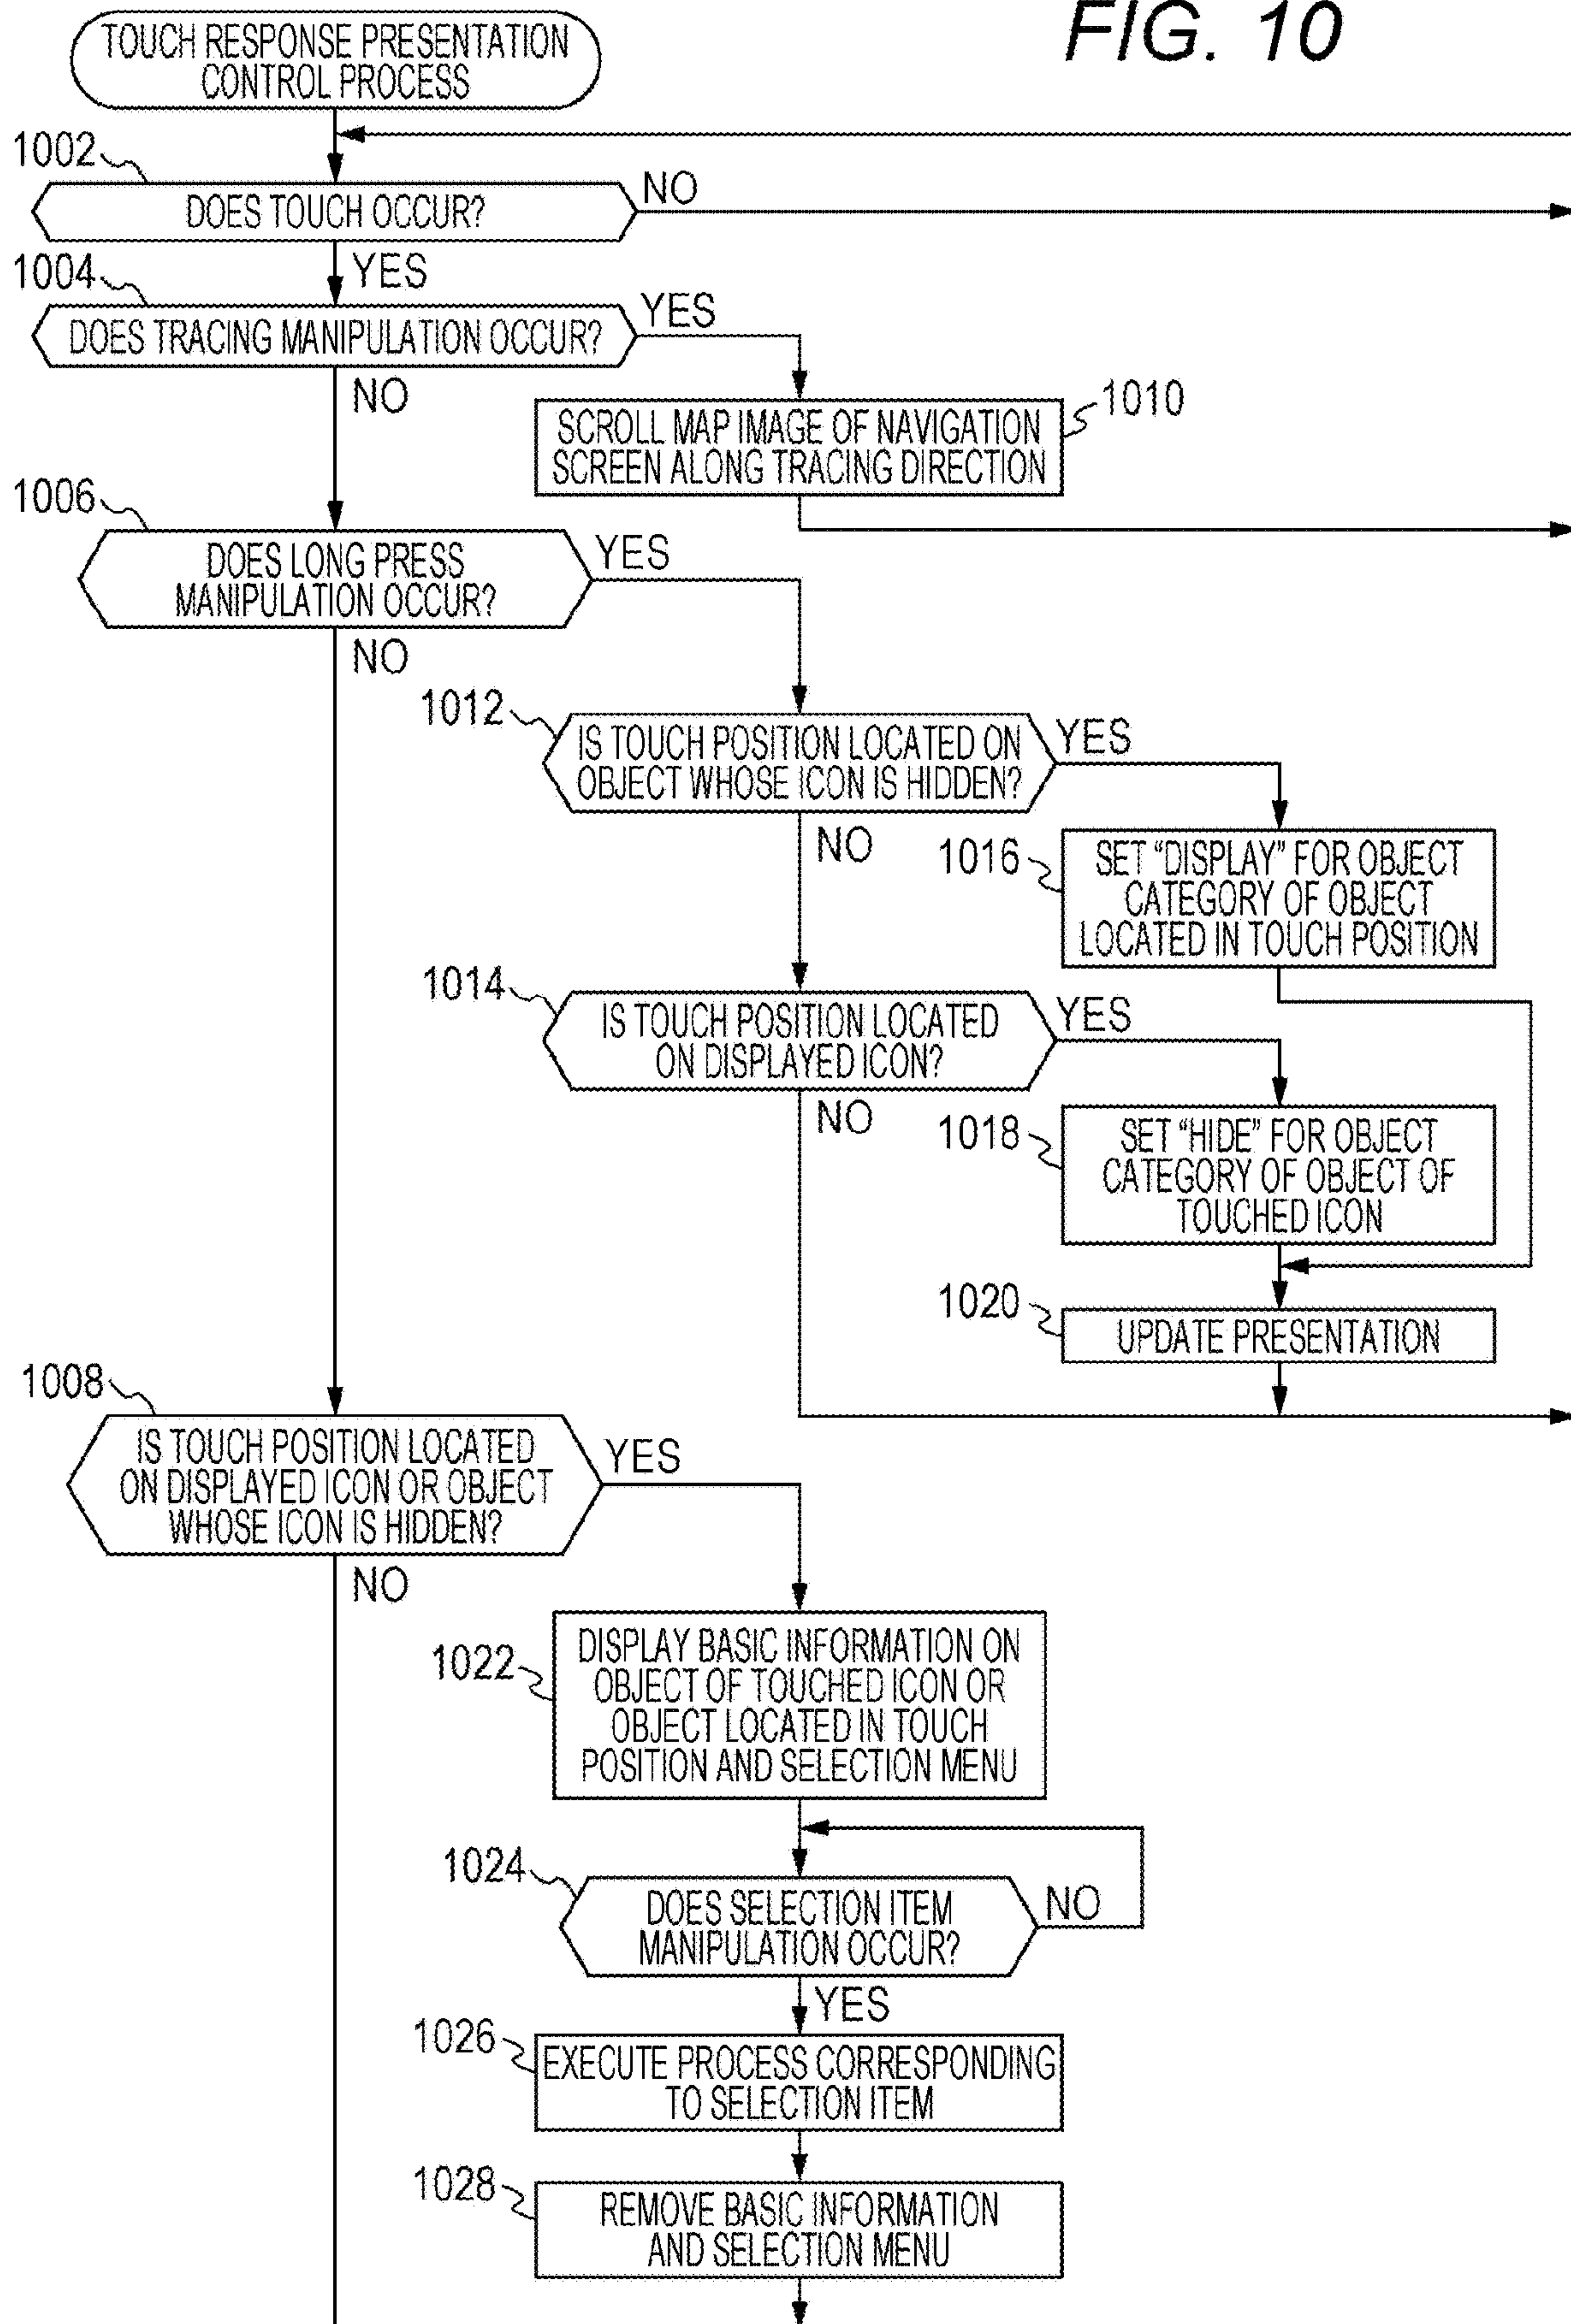 FIG. 10
TOUCH RESPONSE PRESENTATION
CONTROL PROCESS
1002
DOES TOUCH OCCUR?
NO
YES
1004
DOES TRACING MANIPULATION OCCUR?
YES
NO
SCROLL MAP IMAGE OF NAVIGATION
SCREEN ALONG TRACING DIRECTION
1010
1006
DOES LONG PRESS
MANIPULATION OCCUR?
YES
NO
1012
IS TOUCH POSITION LOCATED ON
OBJECT WHOSE ICON IS HIDDEN?
YES
NO
1016
SET "DISPLAY" FOR OBJECT
CATEGORY OF OBJECT
LOCATED IN TOUCH POSITION
1014
IS TOUCH POSITION LOCATED
ON DISPLAYED ICON?
YES
NO
1018
SET "HIDE" FOR OBJECT
CATEGORY OF OBJECT OF
TOUCHED ICON
1020
UPDATE PRESENTATION
1008
IS TOUCH POSITION LOCATED
ON DISPLAYED ICON OR OBJECT
WHOSE ICON IS HIDDEN?
YES
NO
1022
DISPLAY BASIC INFORMATION ON
OBJECT OF TOUCHED ICON OR
OBJECT LOCATED IN TOUCH
POSITION AND SELECTION MENU
1024
DOES SELECTION ITEM
MANIPULATION OCCUR?
NO
YES
1026
EXECUTE PROCESS CORRESPONDING
TO SELECTION ITEM
1028
REMOVE BASIC INFORMATION
AND SELECTION MENU